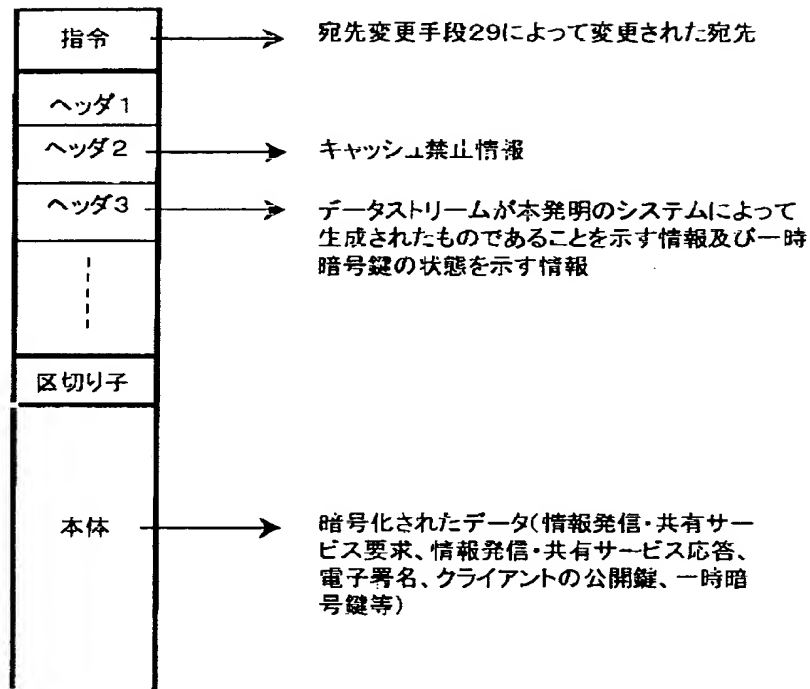 指令
宛先変更手段29によって変更された宛先
ヘッダ1
ヘッダ2
キャッシュ禁止情報
ヘッダ3
データストリームが本発明のシステムによって
生成されたものであることを示す情報及び一時
暗号鍵の状態を示す情報
区切り子
本体
暗号化されたデータ(情報発信・共有サー
ビス要求、情報発信・共有サービス応答、
電子署名、クライアントの公開鍵、一時暗
号鍵等)